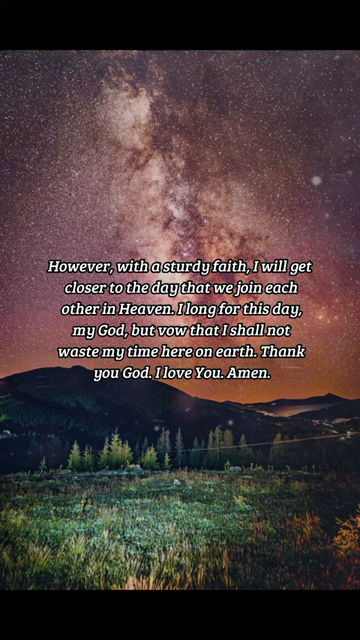 However, with a sturdy faith, I will get
closer to the day that we join each
other in Heaven. I long for this day,
my God, but vow that I shall not
waste my time here on earth. Thank
you God. I love You. Amen.